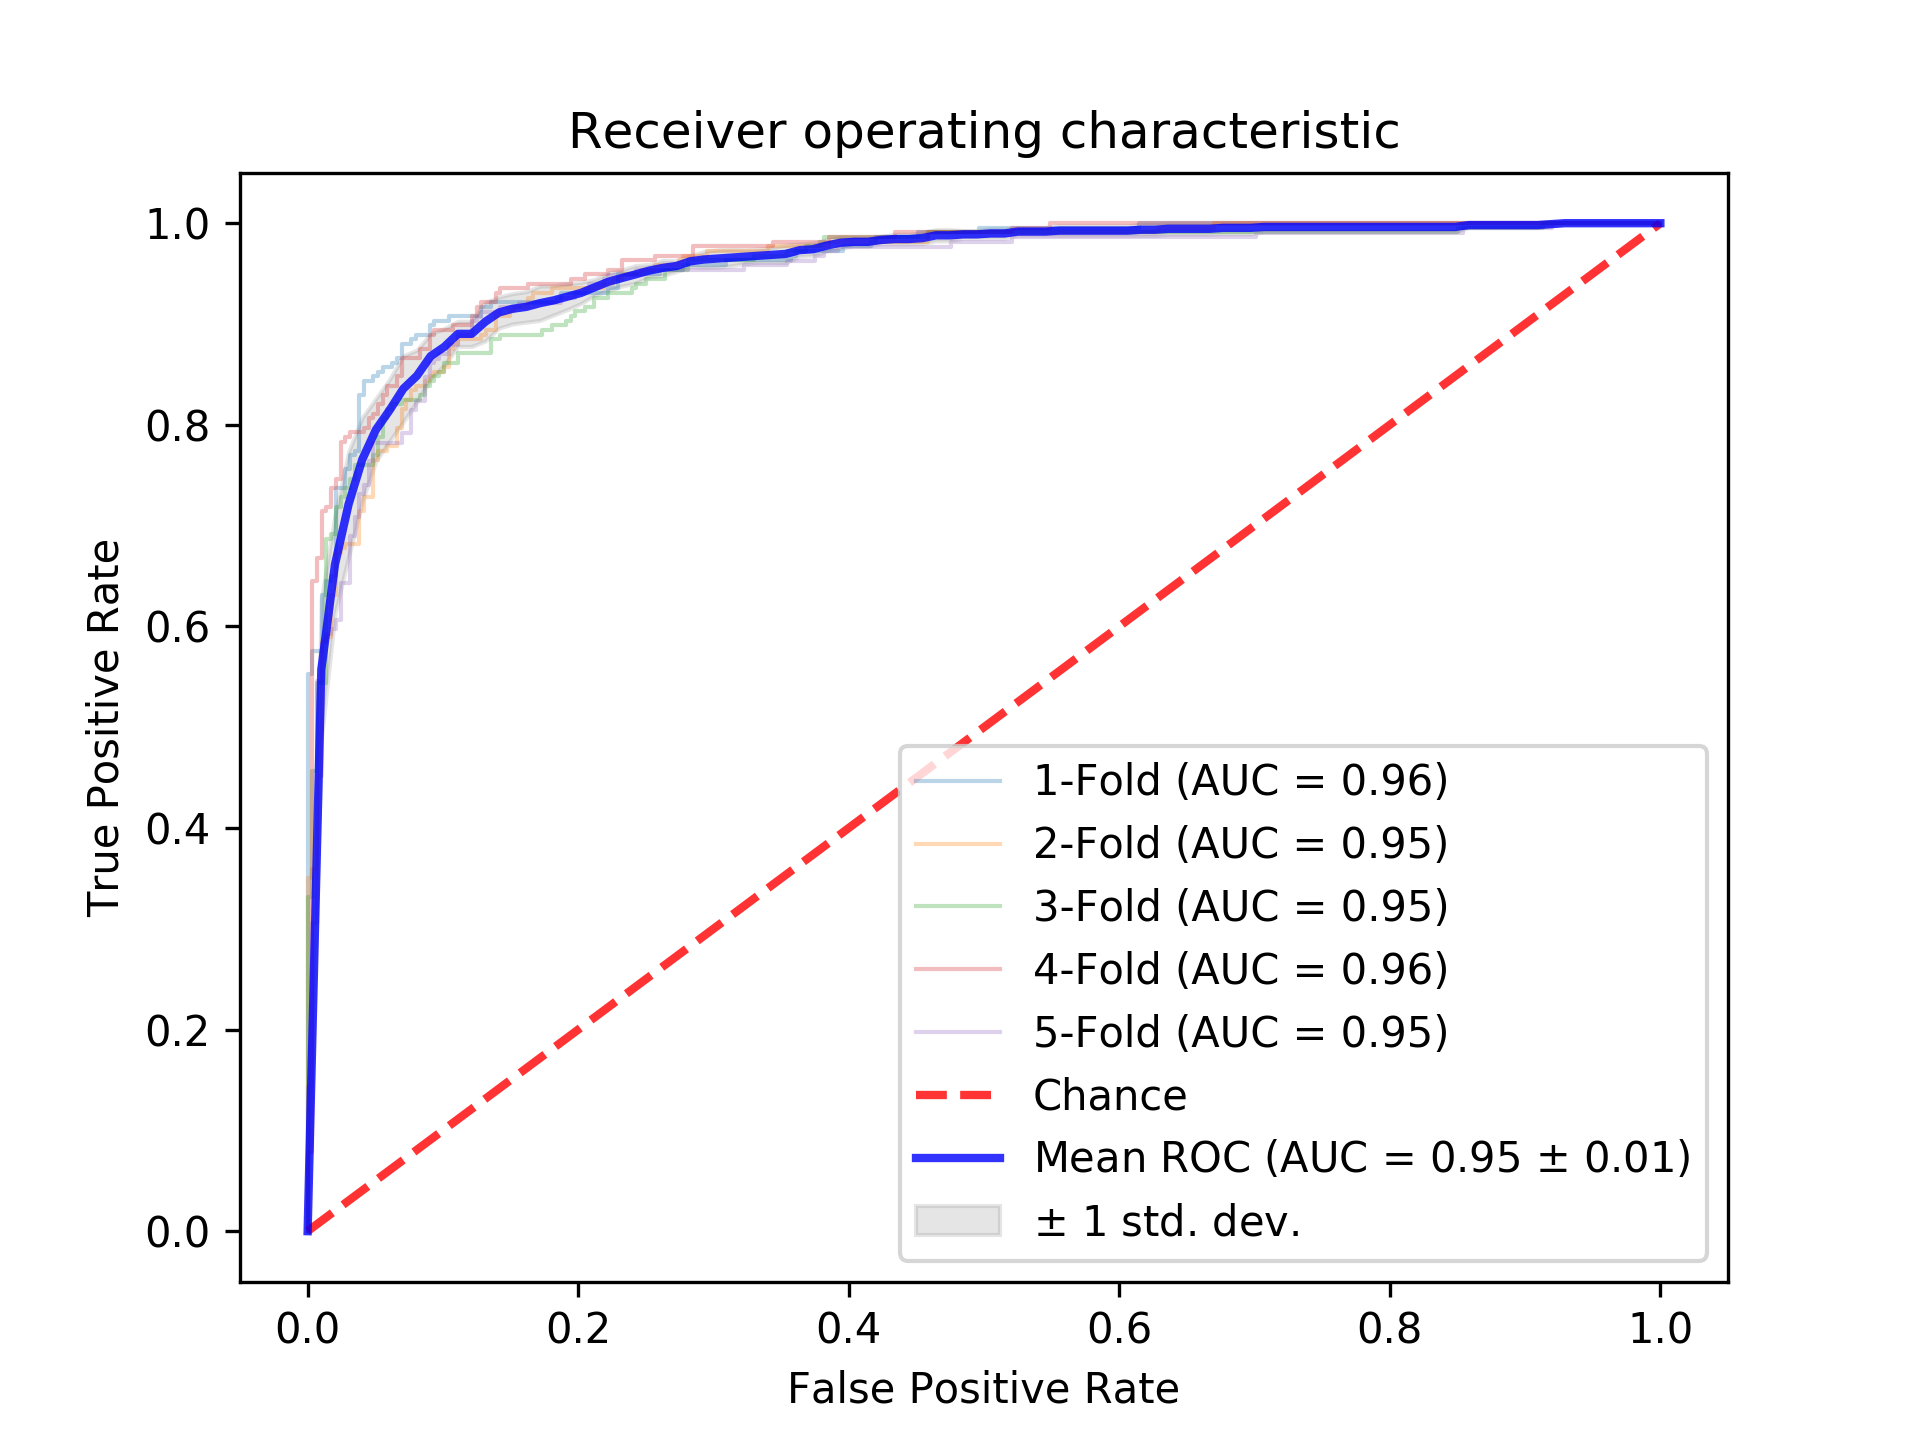 Receiver operating characteristic
True Positive Rate
1.0
0.8
0.6
0.4
0.2
0.0
1-Fold (AUC = 0.96)
2-Fold (AUC = 0.95)
3-Fold (AUC = 0.95)
4-Fold (AUC = 0.96)
5-Fold (AUC = 0.95)
Chance
Mean ROC (AUC = 0.95 ± 0.01)
± 1 std. dev.
0.0 0.2 0.4 0.6 0.8 1.0
False Positive Rate